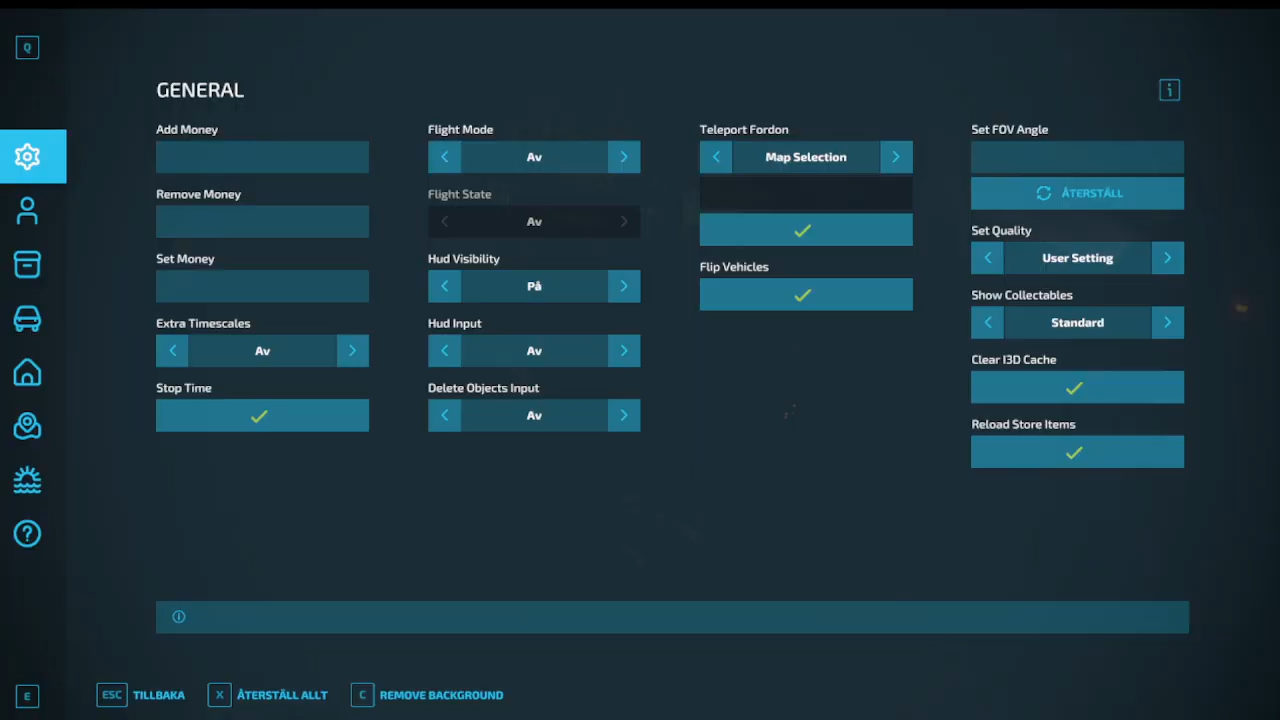 Q
GENERAL
i
Add Money
Remove Money
Set Money
Extra Timescales
Av
Stop Time
Flight Mode
Av
Flight State
Av
Hud Visibility
På
Hud Input
Av
Delete Objects Input
Av
Teleport Fordon
Map Selection
Flip Vehicles
Set FOV Angle
ÅTERSTÄLL
Set Quality
User Setting
Show Collectables
Standard
Clear I3D Cache
Reload Store Items
E
ESC TILLBAKA X ÅTERSTÄLL ALLT C REMOVE BACKGROUND